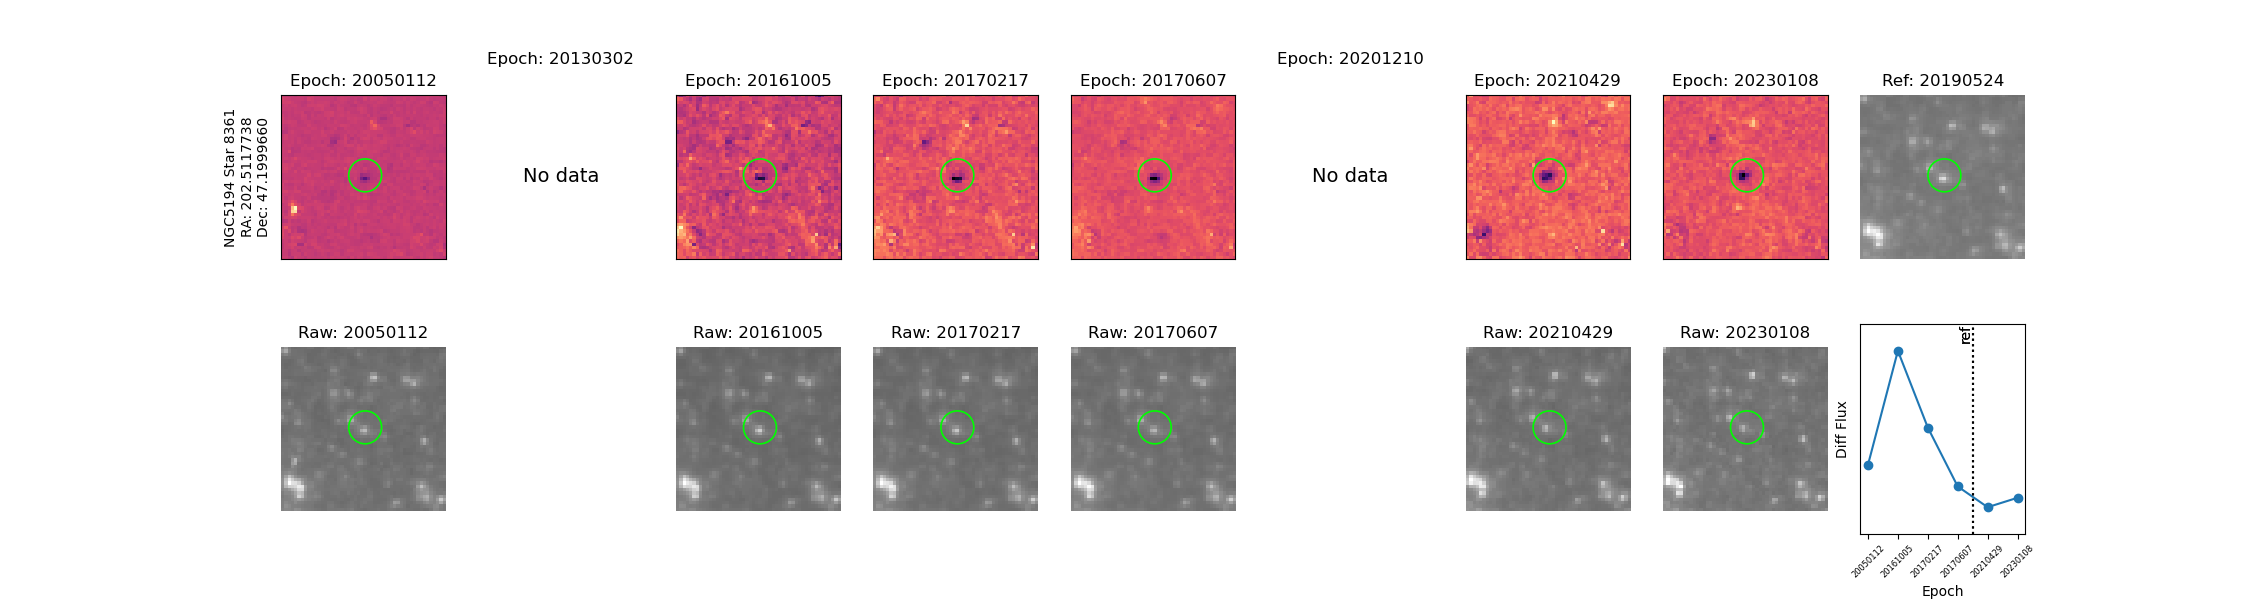 Epoch: 20130302
Epoch: 20201210
Epoch: 20050112
Epoch: 20161005
Epoch: 20170217
Epoch: 20170607
Epoch: 20210429
Epoch: 20230108
Ref: 20190524
NGC5194 Star 8361
RA: 202.5117738
Dec: 47.1999660
No data
No data
Raw: 20050112
Raw: 20161005
Raw: 20170217
Raw: 20170607
Raw: 20210429
Raw: 20230108
ref
Diff Flux
20050112
20161005
20170217
20170607
20210429
20230108
Epoch